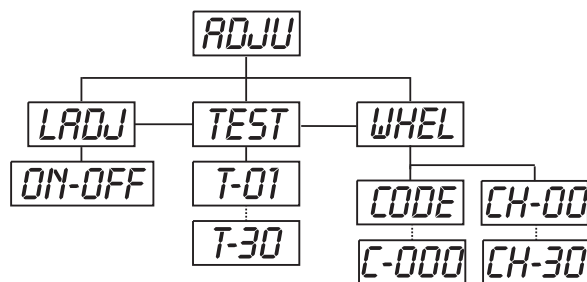 ADJU
LADJ TEST WHEL
ON-OFF T-01
CODE CH-00
T-30
C-000 CH-30